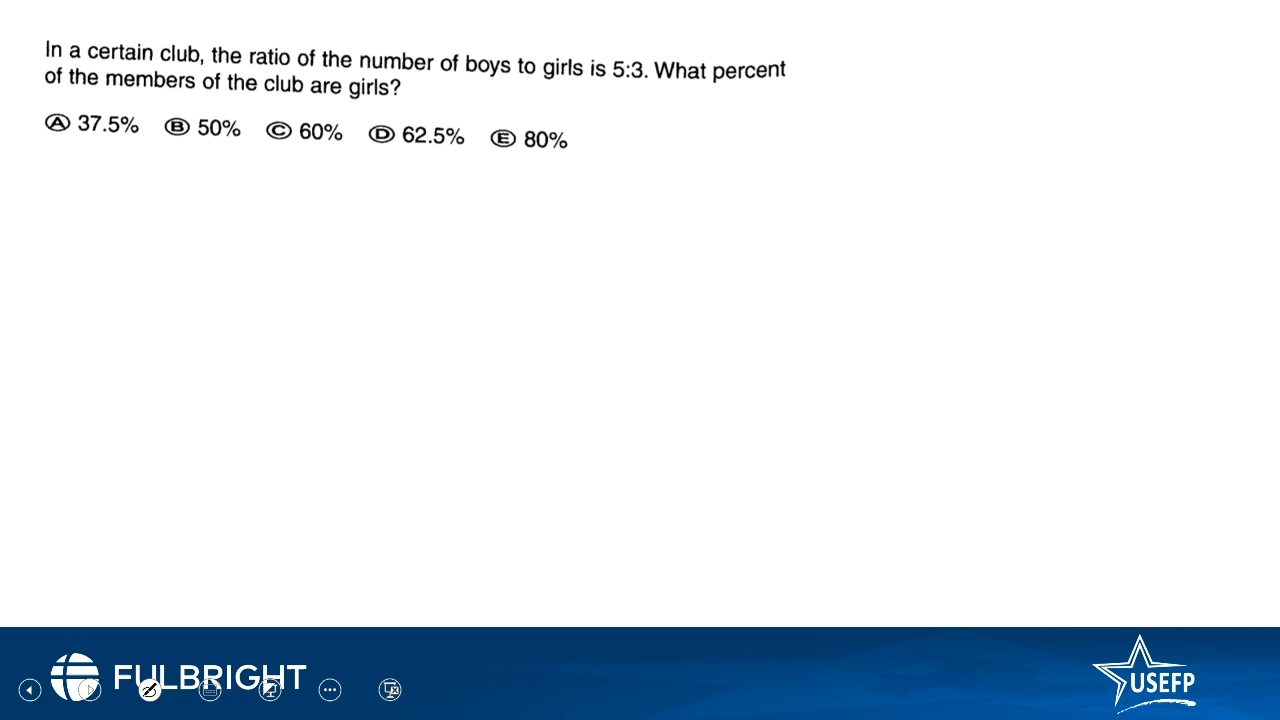 In a certain club, the ratio of the number of boys to girls is 5:3. What percent
of the members of the club are girls?
Ⓐ 37.5% Ⓑ 50% Ⓒ 60% Ⓓ 62.5% Ⓔ 80%
FULBRIGHT
USEFP